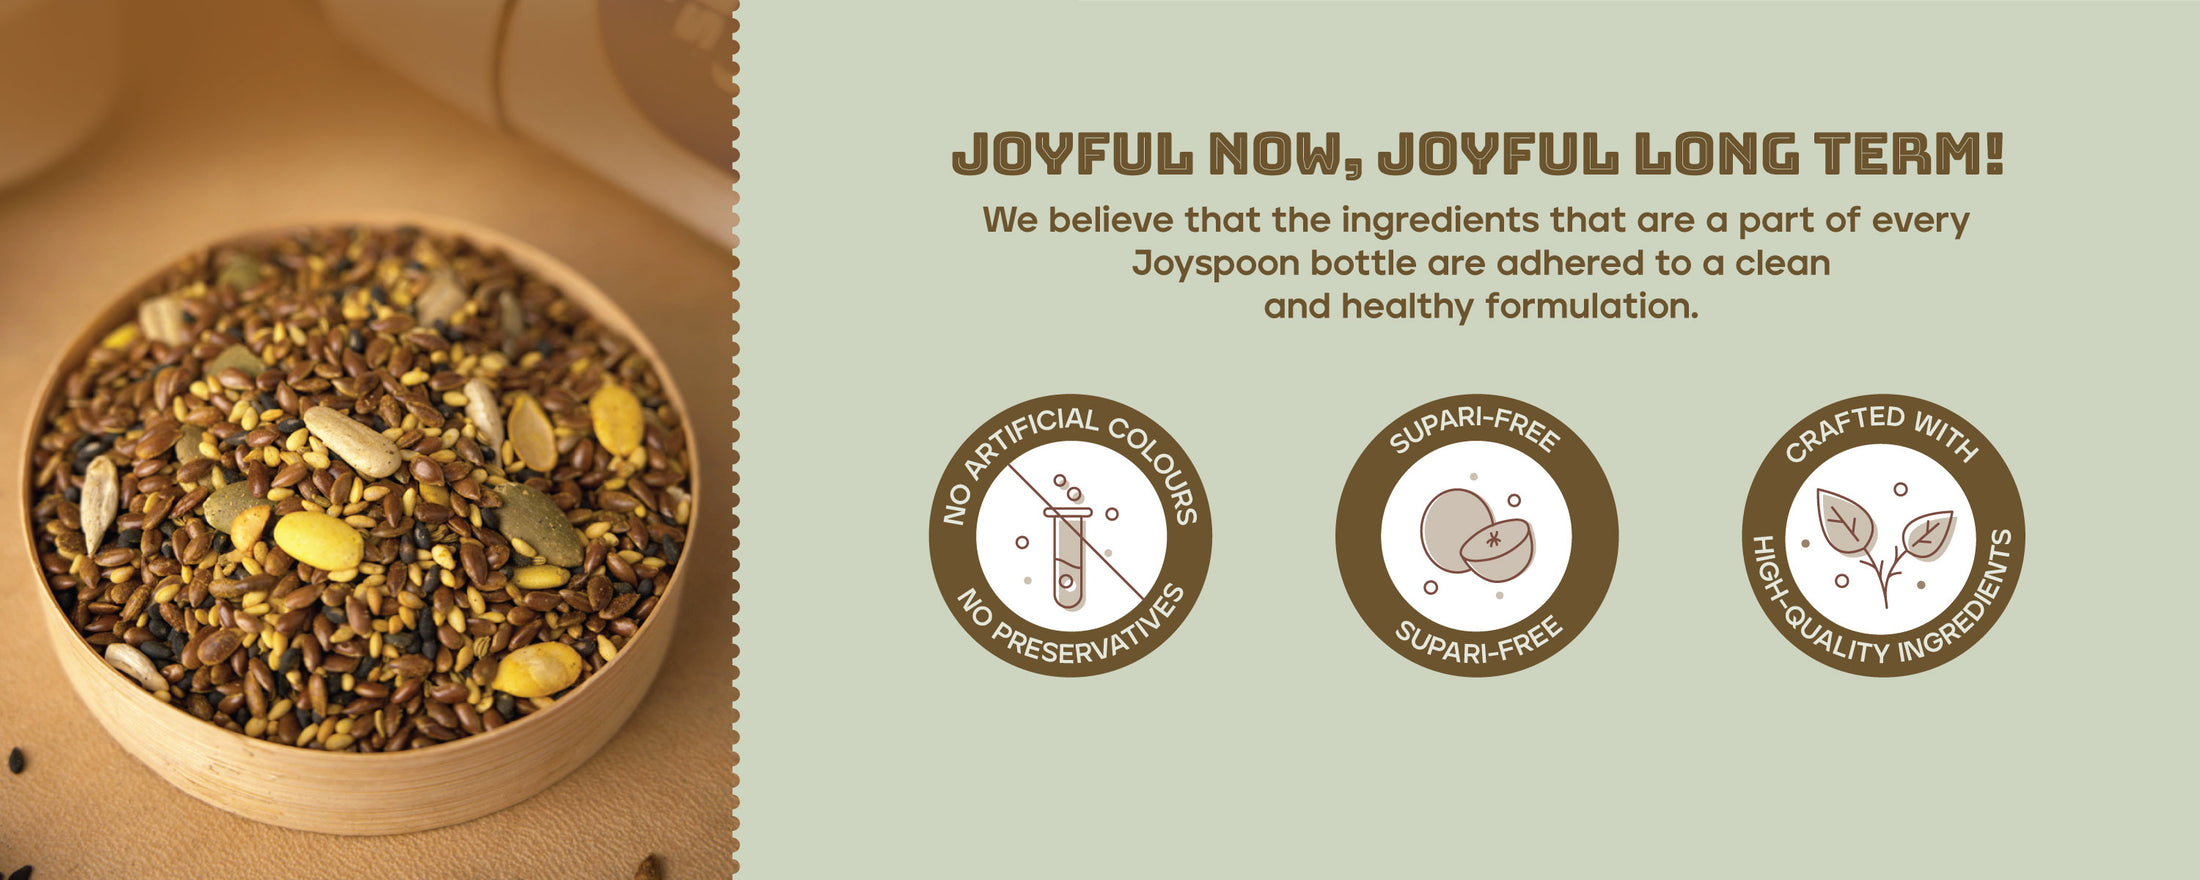 JOYFUL NOW, JOYFUL LONG TERM!
We believe that the ingredients that are a part of every
Joyspoon bottle are adhered to a clean
and healthy formulation.
NO ARTIFICIAL COLOURS
NO PRESERVATIVES
SUPARI-FREE
SUPARI-FREE
CRAFTED WITH
HIGH-QUALITY INGREDIENTS